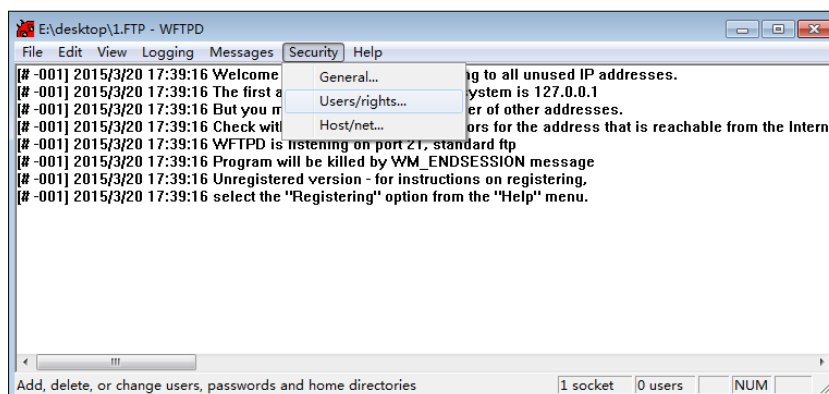 E:\desktop\1.FTP - WFTPD
File Edit View Logging Messages Security Help
[# -001] 2015/3/20 17:39:16 Welcome ng to all unused IP addresses.
General...
[# -001] 2015/3/20 17:39:16 The first a ystem is 127.0.0.1
Users/rights...
[# -001] 2015/3/20 17:39:16 But you m er of other addresses.
Host/net...
[# -001] 2015/3/20 17:39:16 Check with ors for the address that is reachable from the Intern
[# -001] 2015/3/20 17:39:16 WFTPD is listening on port 21, standard ftp
[# -001] 2015/3/20 17:39:16 Program will be killed by WM_ENDSESSION message
[# -001] 2015/3/20 17:39:16 Unregistered version - for instructions on registering,
[# -001] 2015/3/20 17:39:16 select the "Registering" option from the "Help" menu.
Add, delete, or change users, passwords and home directories 1 socket 0 users NUM